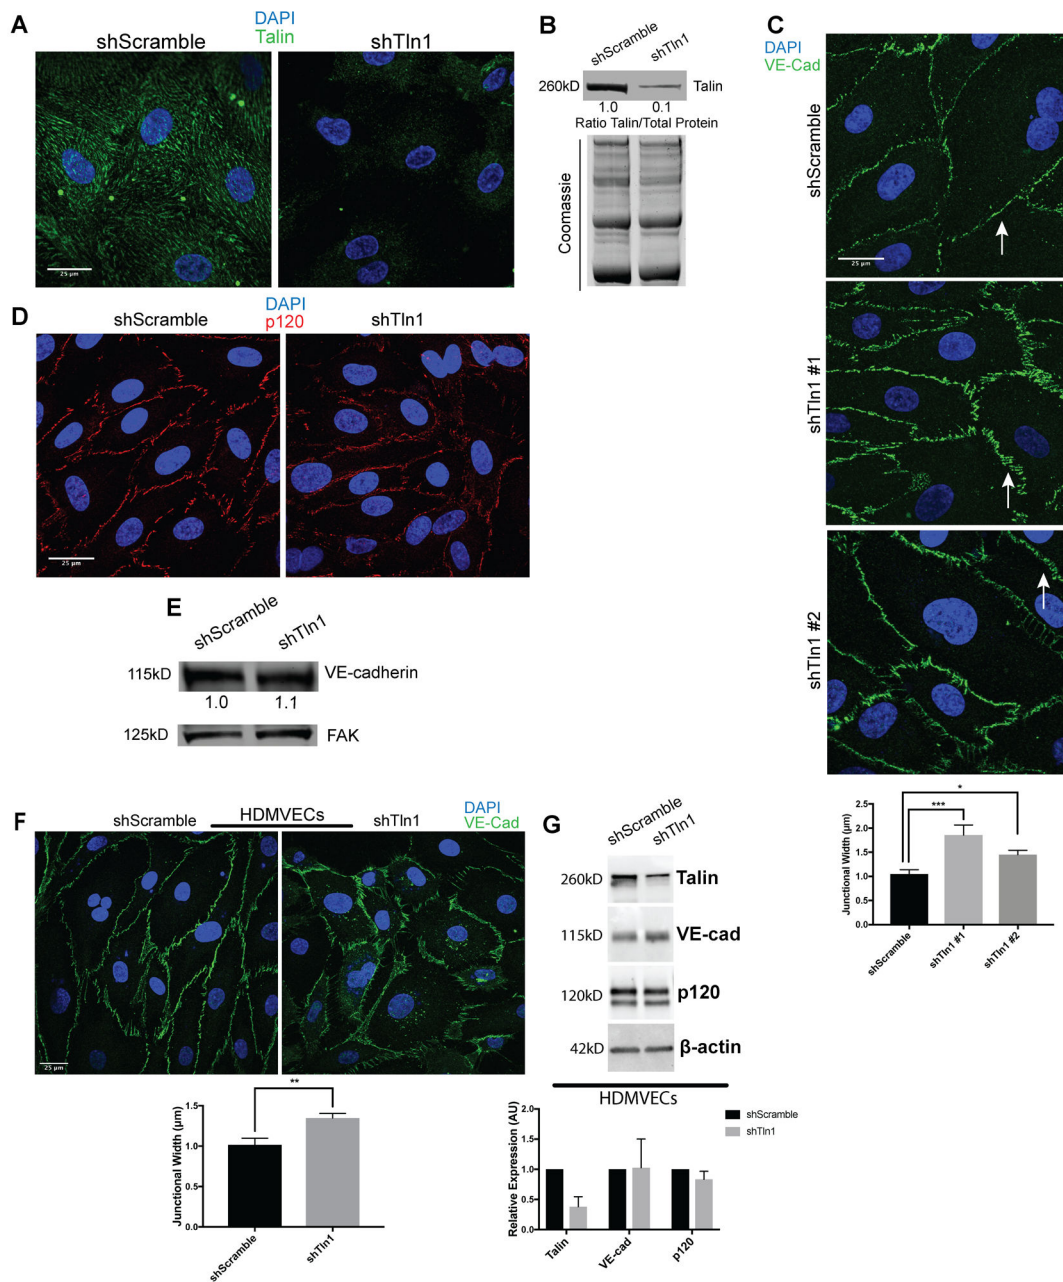 A
DAPI
Talin
shScramble
shTln1
25 µm
B
shScramble
shTln1
260kD
Talin
1.0
0.1
Ratio Talin/Total Protein
Coomassie
C
DAPI
VE-Cad
shScramble
25 µm
shTln1 #1
shTln1 #2
Junctional Width (µm)
2.5
2.0
1.5
1.0
0.5
0.0
***
*
shScramble
shTln1 #1
shTln1 #2
D
DAPI
p120
shScramble
shTln1
25 µm
E
shScramble
shTln1
115kD
VE-cadherin
1.0
1.1
125kD
FAK
F
shScramble
HDMVECs
shTln1
DAPI
VE-Cad
25 µm
Junctional Width (µm)
1.5
1.0
0.5
0.0
**
shScramble
shTln1
G
shScramble
shTln1
260kD
Talin
115kD
VE-cad
120kD
p120
42kD
β-actin
HDMVECs
Relative Expression (AU)
2.0
1.5
1.0
0.5
0.0
shScramble
shTln1
Talin
VE-cad
p120